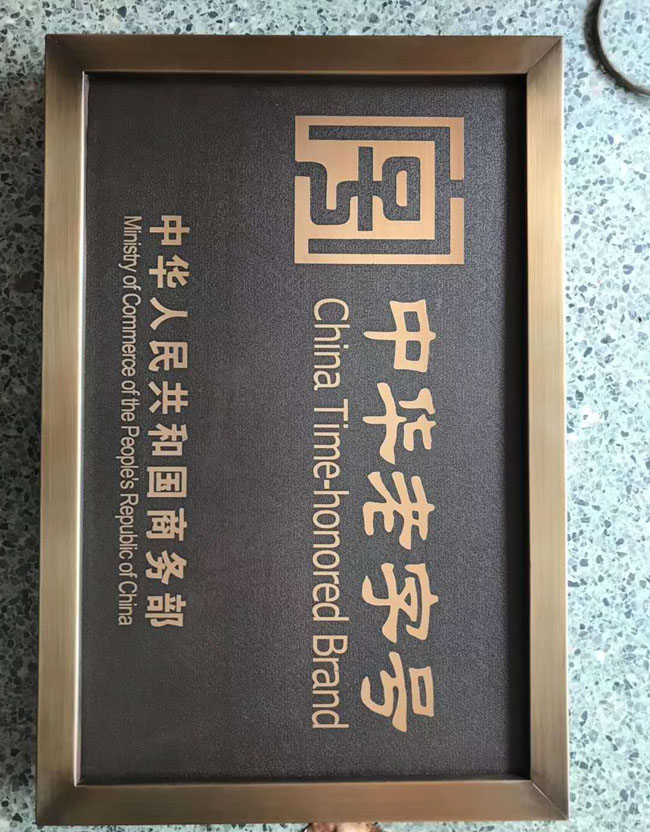 中华老字号
China Time-honored Brand
中华人民共和国商务部
Ministry of Commerce of the People's Republic of China